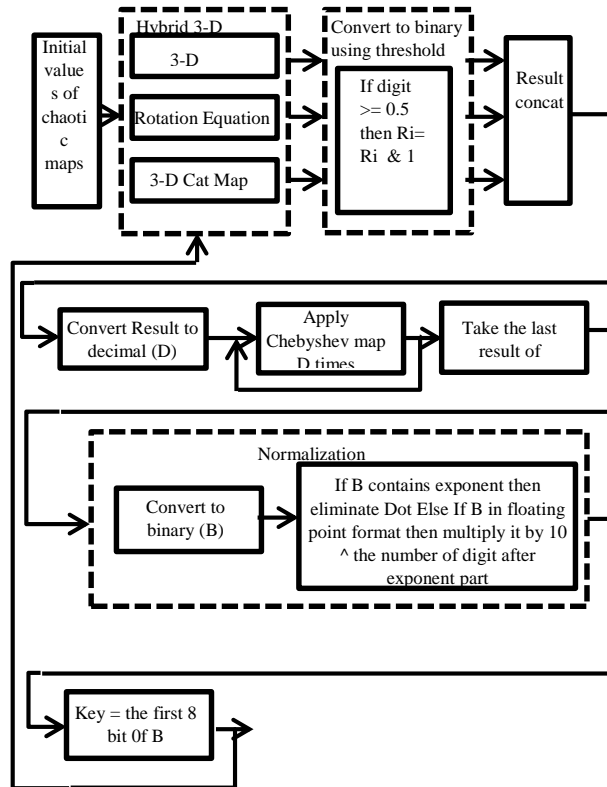 Initial
value
s of
chaoti
c
maps
Hybrid 3-D
3-D
Rotation Equation
3-D Cat Map
Convert to binary
using threshold
If digit
>= 0.5
then Ri=
Ri & 1
Result
concat
Convert Result to
decimal (D)
Apply
Chebyshev map
D times
Take the last
result of
Normalization
Convert to
binary (B)
If B contains exponent then
eliminate Dot Else If B in floating
point format then multiply it by 10
^ the number of digit after
exponent part
Key = the first 8
bit 0f B